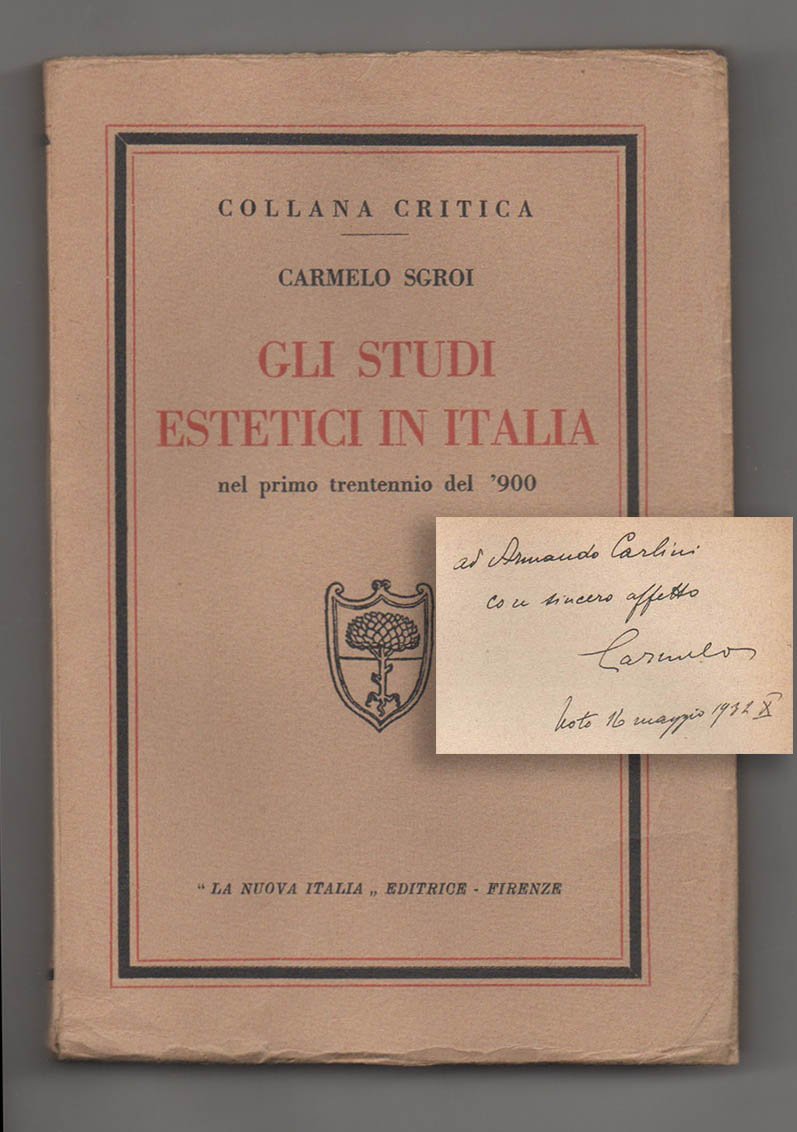 COLLANA CRITICA
CARMELO SGROI
GLI STUDI
ESTETICI IN ITALIA
nel primo trentennio del '900
ad Armando Carlini
con sincero affetto
Carmelo
Noto 16 maggio 1932 X
“ LA NUOVA ITALIA „ EDITRICE - FIRENZE